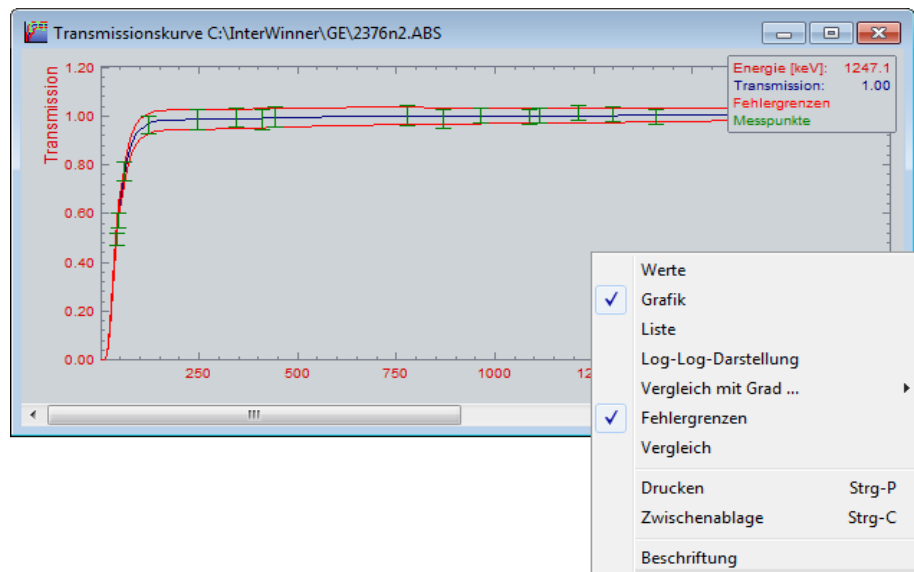 Transmissionskurve C:\InterWinner\GE\2376n2.ABS
Transmission
1.20
1.00
0.80
0.60
0.40
0.20
0.00
250 500 750 1000 12
Energie [keV]: 1247.1
Transmission: 1.00
Fehlergrenzen
Messpunkte
Werte
Grafik
Liste
Log-Log-Darstellung
Vergleich mit Grad ...
Fehlergrenzen
Vergleich
Drucken Strg-P
Zwischenablage Strg-C
Beschriftung